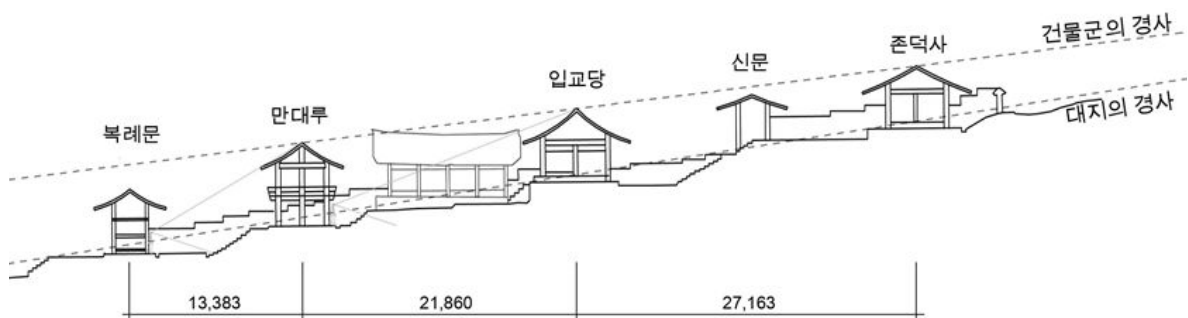 복례문
만대루
입교당
신문
존덕사
건물군의 경사
대지의 경사
13,383
21,860
27,163